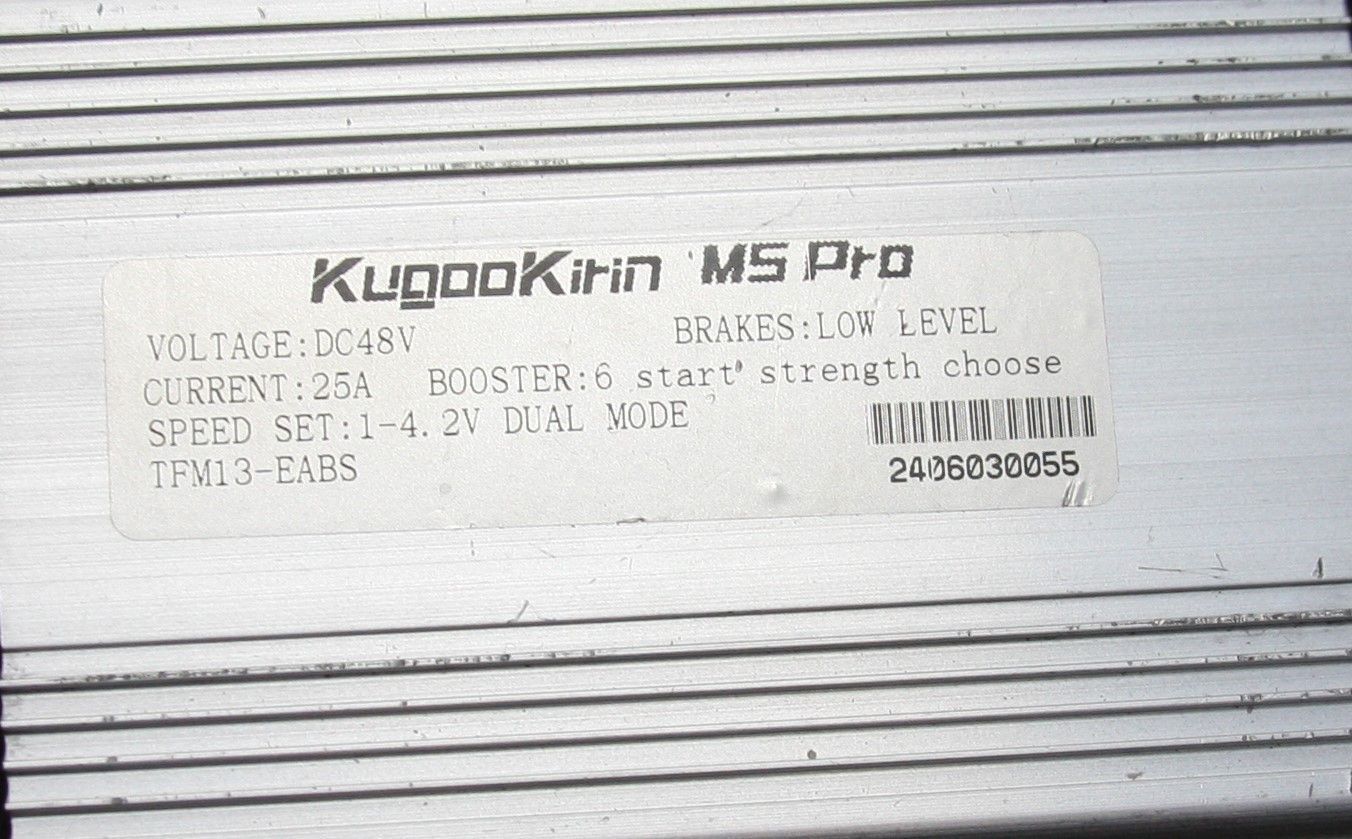 KugooKirin M5 Pro
VOLTAGE:DC48V BRAKES:LOW LEVEL
CURRENT:25A BOOSTER:6 start strength choose
SPEED SET:1-4.2V DUAL MODE
TFM13-EABS
2406030055